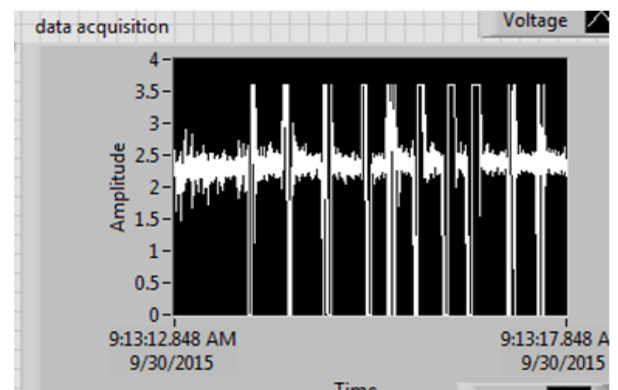 data acquisition
Voltage
4
3.5
3
2.5
2
1.5
1
0.5
0
Amplitude
9:13:12.848 AM
9/30/2015
9:13:17.848 A
9/30/2015
Time